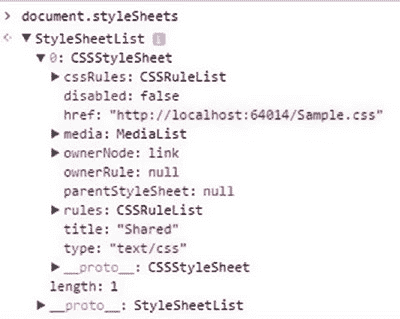 > document.styleSheets
<· ▼ StyleSheetList i
▼ 0: CSSStyleSheet
▶ cssRules: CSSRuleList
disabled: false
href: "http://localhost:64014/Sample.css"
▶ media: MediaList
▶ ownerNode: link
ownerRule: null
parentStyleSheet: null
▶ rules: CSSRuleList
title: "Shared"
type: "text/css"
▶ __proto__: CSSStyleSheet
length: 1
▶ __proto__: StyleSheetList